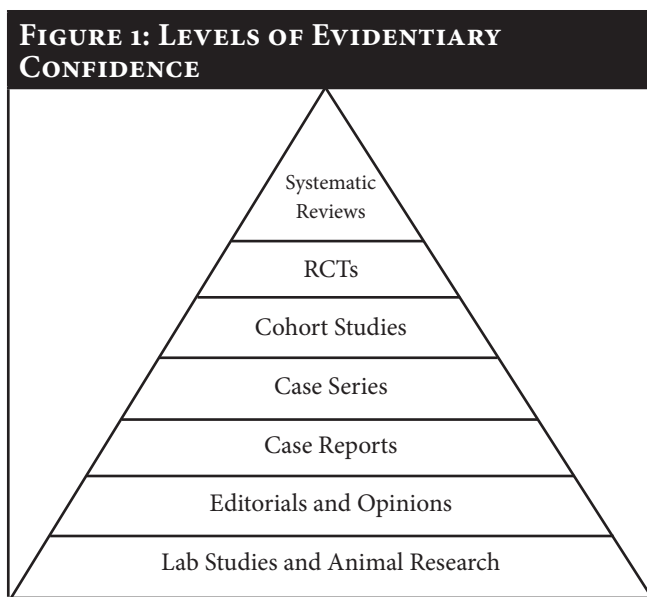 Figure 1: Levels of Evidentiary
Confidence
Systematic
Reviews
RCTs
Cohort Studies
Case Series
Case Reports
Editorials and Opinions
Lab Studies and Animal Research